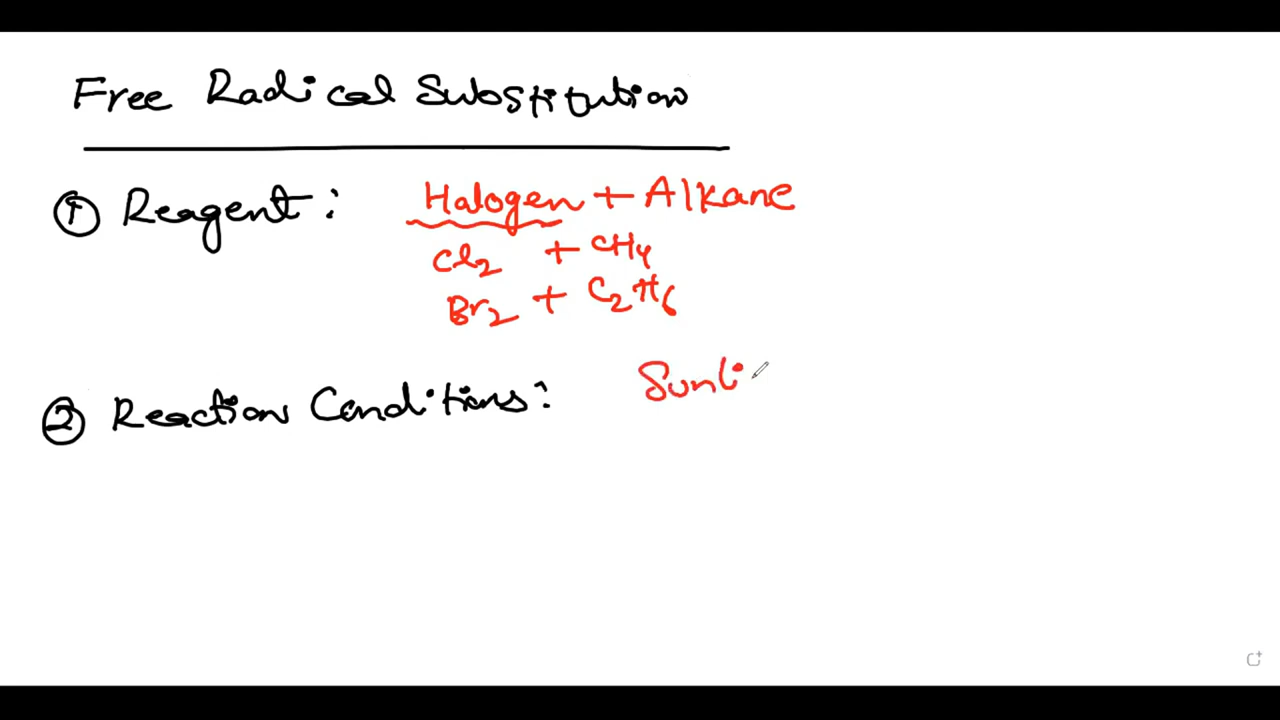 Free Radical Substitution
① Reagent : Halogen + Alkane
Cl₂ + CH₄
Br₂ + C₂H₆
② Reaction Conditions : Sunli